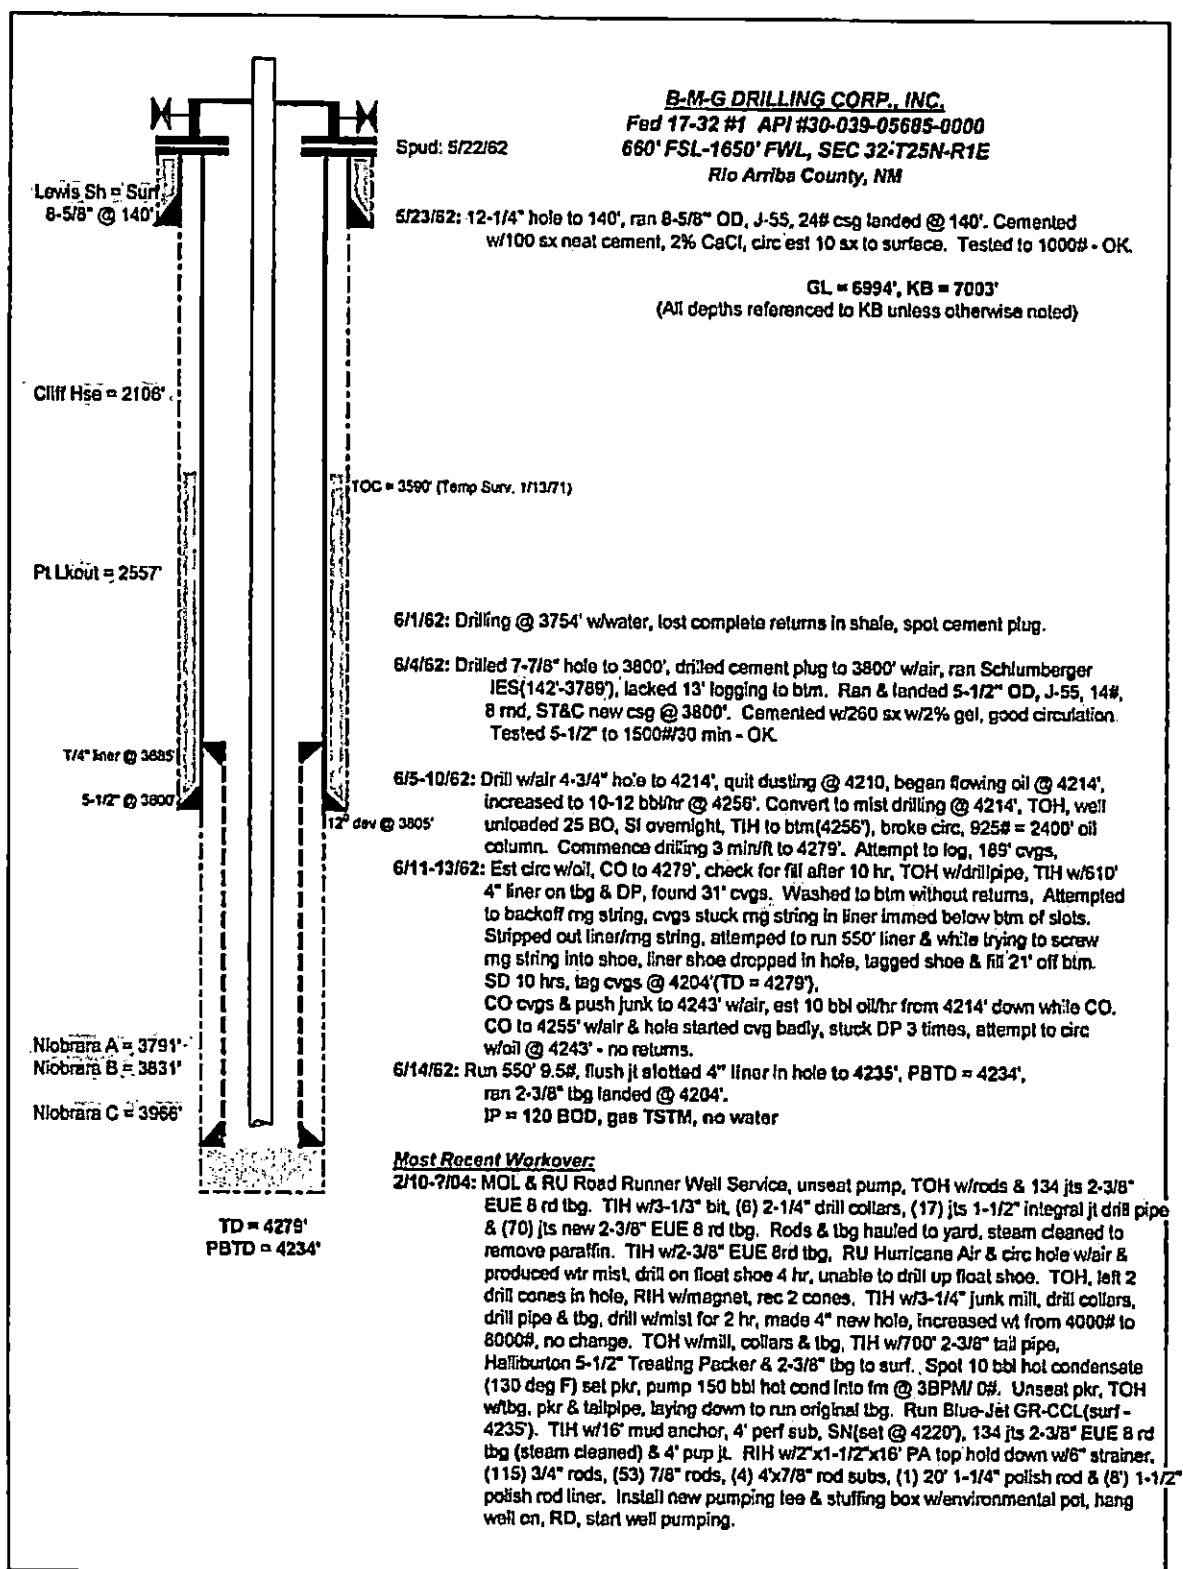 B-M-G DRILLING CORP., INC.
Fed 17-32 #1 API #30-039-05685-0000
660' FSL-1650' FWL, SEC 32-T25N-R1E
Rio Arriba County, NM
Spud: 5/22/62
Lewis Sh = Surf
8-5/8" @ 140'
5/23/62: 12-1/4" hole to 140', ran 8-5/8" OD, J-55, 24# csg landed @ 140'. Cemented
w/100 sx neat cement, 2% CaCl, circ est 10 sx to surface. Tested to 1000# - OK.
GL = 6994', KB = 7003'
(All depths referenced to KB unless otherwise noted)
Cliff Hse = 2106'
TOC = 3590' (Temp Surv. 1/13/71)
Pt Lkout = 2557'
6/1/62: Drilling @ 3754' w/water, lost complete returns in shale, spot cement plug.
6/4/62: Drilled 7-7/8" hole to 3800', drilled cement plug to 3800' w/air, ran Schlumberger
IES(142'-3789'), lacked 13' logging to btm. Ran & landed 5-1/2" OD, J-55, 14#,
8 rnd, ST&C new csg @ 3800'. Cemented w/260 sx w/2% gel, good circulation.
Tested 5-1/2" to 1500#/30 min - OK.
T/4" liner @ 3685'
5-1/2" @ 3800'
12° dev @ 3805'
6/5-10/62: Drill w/air 4-3/4" hole to 4214', quit dusting @ 4210, began flowing oil @ 4214',
increased to 10-12 bbl/hr @ 4256'. Convert to mist drilling @ 4214', TOH, well
unloaded 25 BO, SI overnight, TIH to btm(4256'), broke circ, 925# = 2400' oil
column. Commence drilling 3 min/ft to 4279'. Attempt to log, 189' cvgs,
6/11-13/62: Est circ w/oil, CO to 4279', check for fill after 10 hr, TOH w/drillpipe, TIH w/610'
4" liner on tbg & DP, found 31' cvgs. Washed to btm without returns, Attempted
to backoff rng string, cvgs stuck rng string in liner immed below btm of slots.
Stripped out liner/rng string, attemped to run 550' liner & while trying to screw
rng string into shoe, liner shoe dropped in hole, tagged shoe & fill 21' off btm.
SD 10 hrs, tag cvgs @ 4204'(TD = 4279'),
CO cvgs & push junk to 4243' w/air, est 10 bbl oil/hr from 4214' down while CO.
CO to 4255' w/air & hole started cvg badly, stuck DP 3 times, attempt to circ
w/oil @ 4243' - no returns.
Niobrara A = 3791'
Niobrara B = 3831'
Niobrara C = 3966'
6/14/62: Run 550' 9.5#, flush jt slotted 4" liner in hole to 4235', PBTD = 4234',
ran 2-3/8" tbg landed @ 4204'.
IP = 120 BOD, gas TSTM, no water
TD = 4279'
PBTD = 4234'
Most Recent Workover:
2/10-?/04: MOL & RU Road Runner Well Service, unseat pump, TOH w/rods & 134 jts 2-3/8"
EUE 8 rd tbg. TIH w/3-1/3" bit, (6) 2-1/4" drill collars, (17) jts 1-1/2" integral jt drill pipe
& (70) jts new 2-3/8" EUE 8 rd tbg. Rods & tbg hauled to yard, steam cleaned to
remove paraffin. TIH w/2-3/8" EUE 8rd tbg, RU Hurricane Air & circ hole w/air &
produced wtr mist, drill on float shoe 4 hr, unable to drill up float shoe. TOH, left 2
drill cones in hole, RIH w/magnet, rec 2 cones. TIH w/3-1/4" junk mill, drill collars,
drill pipe & tbg, drill w/mist for 2 hr, made 4" new hole, increased wt from 4000# to
8000#, no change. TOH w/mill, collars & tbg, TIH w/700' 2-3/8" tail pipe,
Halliburton 5-1/2" Treating Packer & 2-3/8" tbg to surf. Spot 10 bbl hot condensate
(130 deg F) set pkr, pump 150 bbl hot cond into fm @ 3BPM/ 0#. Unseat pkr, TOH
w/tbg, pkr & tailpipe, laying down to run original tbg. Run Blue-Jet GR-CCL(surf -
4235'). TIH w/16' mud anchor, 4' perf sub, SN(set @ 4220'), 134 jts 2-3/8" EUE 8 rd
tbg (steam cleaned) & 4' pup jt. RIH w/2"x1-1/2"x16' PA top hold down w/6" strainer,
(115) 3/4" rods, (53) 7/8" rods, (4) 4'x7/8" rod subs, (1) 20' 1-1/4" polish rod & (8') 1-1/2"
polish rod liner. Install new pumping tee & stuffing box w/environmental pot, hang
well on, RD, start well pumping.